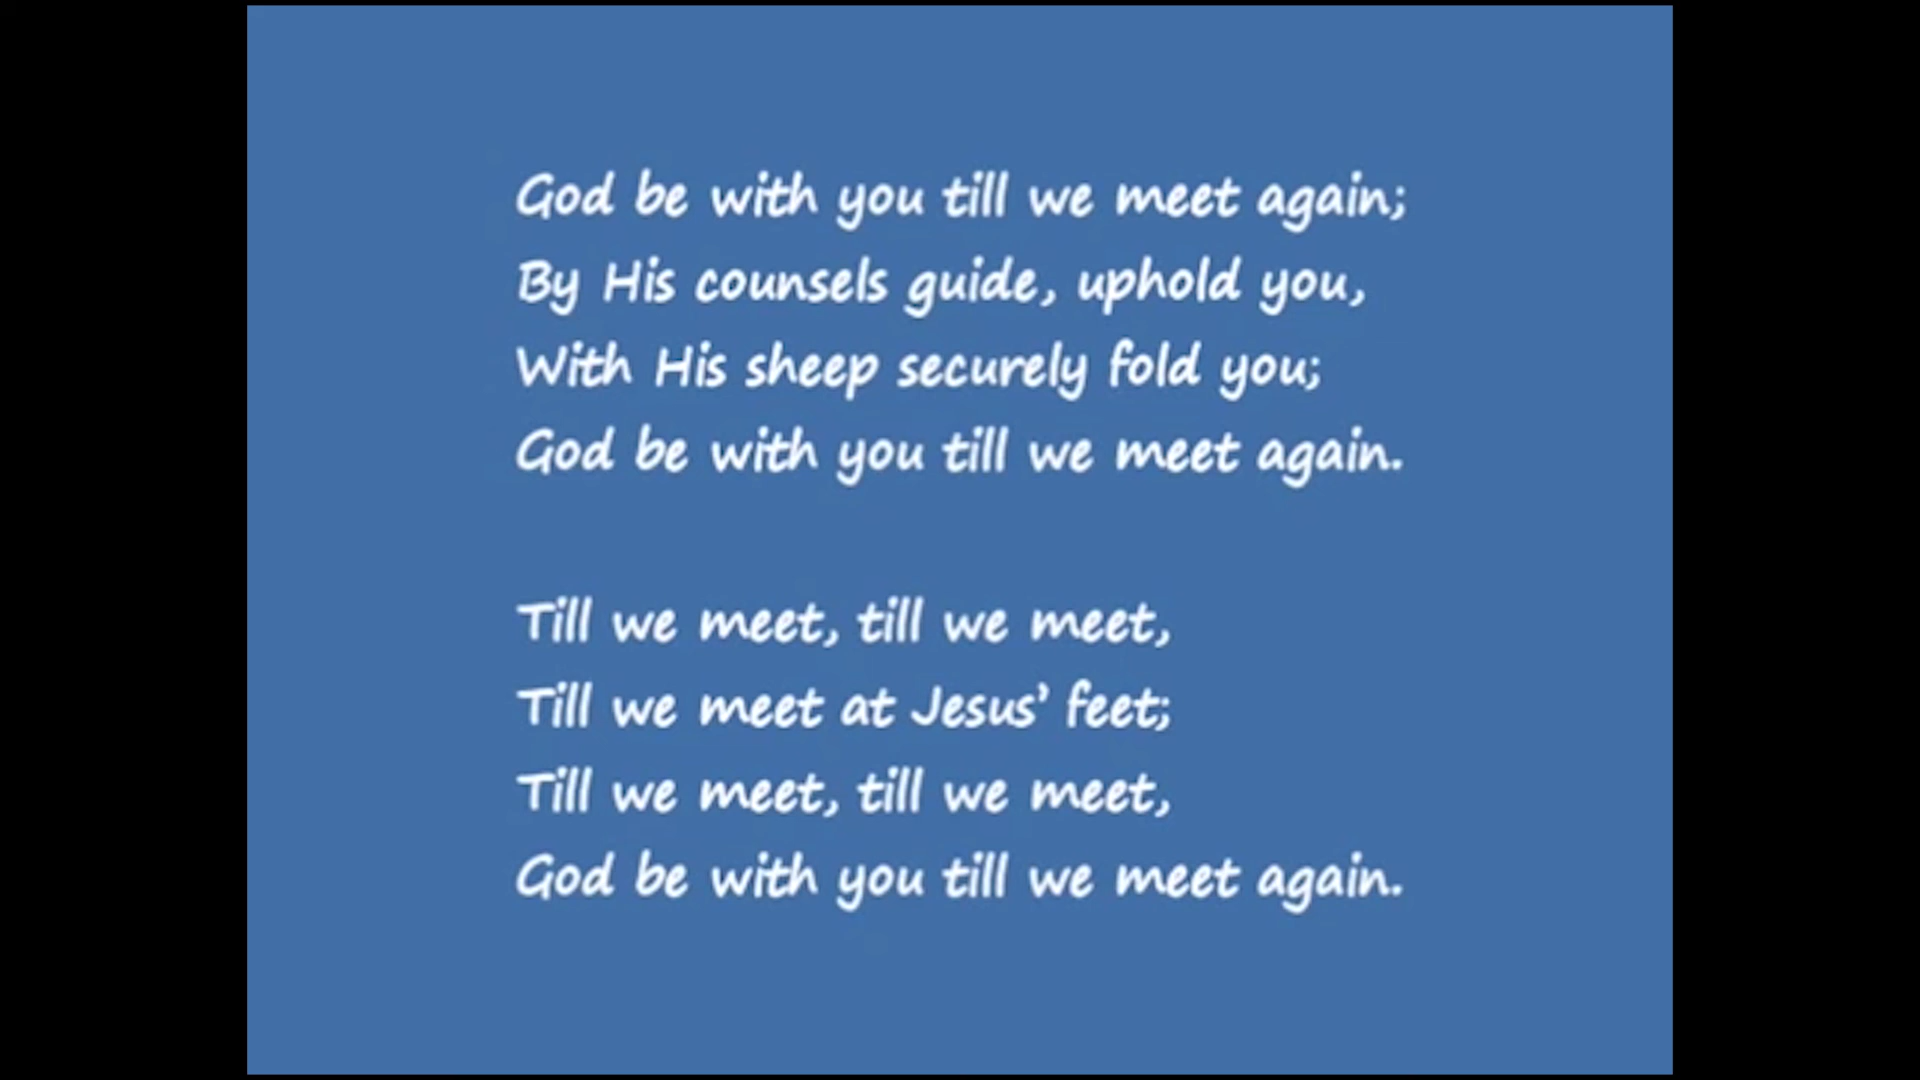 God be with you till we meet again;
By His counsels guide, uphold you,
With His sheep securely fold you;
God be with you till we meet again.
Till we meet, till we meet,
Till we meet at Jesus’ feet;
Till we meet, till we meet,
God be with you till we meet again.